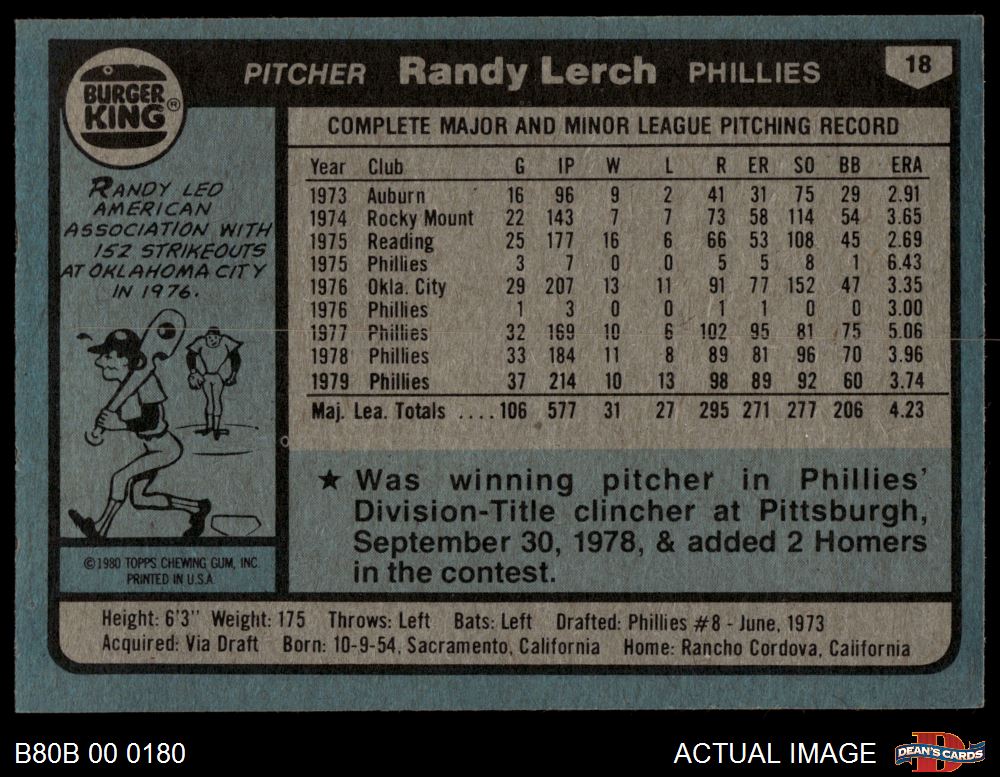 BURGER
KING®
PITCHER Randy Lerch PHILLIES
18
COMPLETE MAJOR AND MINOR LEAGUE PITCHING RECORD
Year Club G IP W L R ER SO BB ERA
1973 Auburn 16 96 9 2 41 31 75 29 2.91
1974 Rocky Mount 22 143 7 7 73 58 114 54 3.65
1975 Reading 25 177 16 6 66 53 108 45 2.69
1975 Phillies 3 7 0 0 5 5 8 1 6.43
1976 Okla. City 29 207 13 11 91 77 152 47 3.35
1976 Phillies 1 3 0 0 1 1 0 0 3.00
1977 Phillies 32 169 10 6 102 95 81 75 5.06
1978 Phillies 33 184 11 8 89 81 96 70 3.96
1979 Phillies 37 214 10 13 98 89 92 60 3.74
Maj. Lea. Totals ....106 577 31 27 295 271 277 206 4.23
RANDY LED
AMERICAN
ASSOCIATION WITH
152 STRIKEOUTS
AT OKLAHOMA CITY
IN 1976.
★ Was winning pitcher in Phillies'
Division-Title clincher at Pittsburgh,
September 30, 1978, & added 2 Homers
in the contest.
©1980 TOPPS CHEWING GUM, INC.
PRINTED IN U.S.A.
Height: 6'3" Weight: 175 Throws: Left Bats: Left Drafted: Phillies #8 - June, 1973
Acquired: Via Draft Born: 10-9-54, Sacramento, California Home: Rancho Cordova, California
B80B 00 0180
ACTUAL IMAGE
D
DEAN'S CARDS